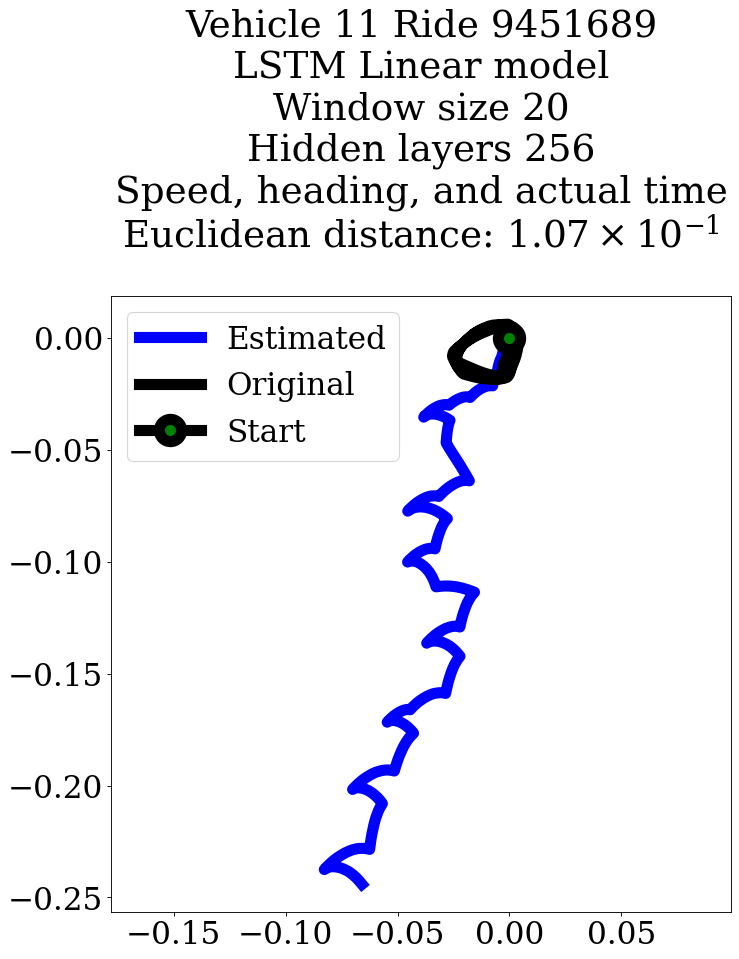 Vehicle 11 Ride 9451689
LSTM Linear model
Window size 20
Hidden layers 256
Speed, heading, and actual time
Euclidean distance: 1.07 × 10⁻¹
Estimated
Original
Start
0.00
−0.05
−0.10
−0.15
−0.20
−0.25
−0.15 −0.10 −0.05 0.00 0.05